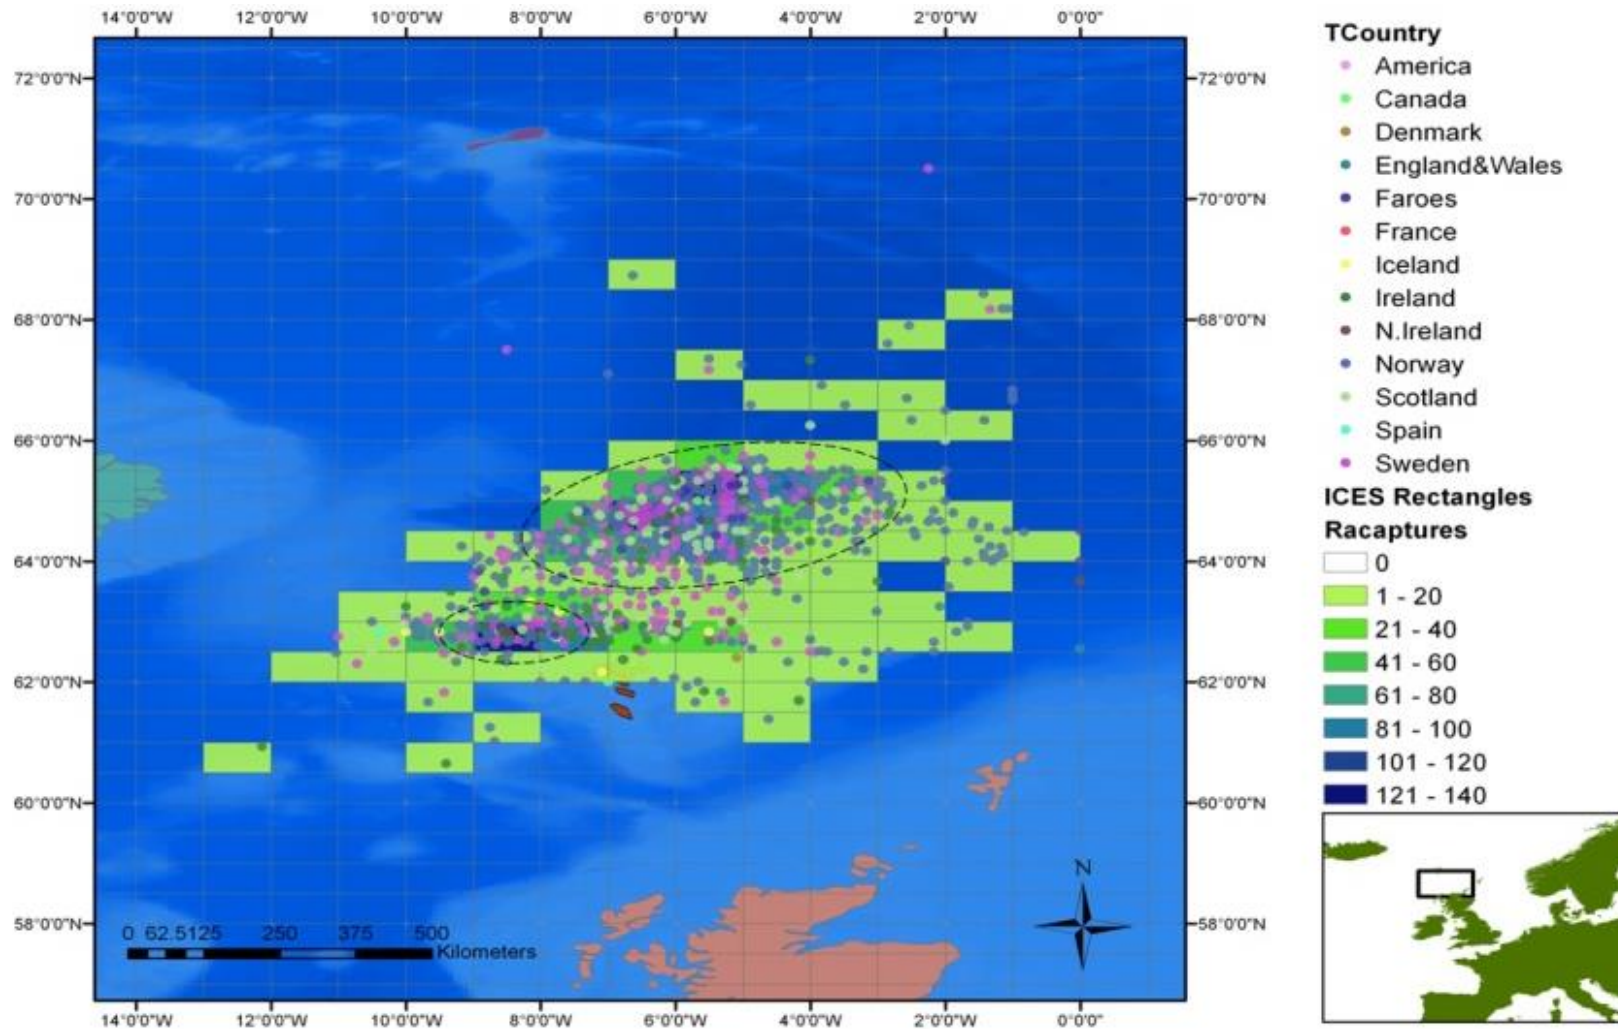 14°0'0"W 12°0'0"W 10°0'0"W 8°0'0"W 6°0'0"W 4°0'0"W 2°0'0"W 0°0'0"
72°0'0"N 72°0'0"N
70°0'0"N 70°0'0"N
68°0'0"N 68°0'0"N
66°0'0"N 66°0'0"N
64°0'0"N 64°0'0"N
62°0'0"N 62°0'0"N
60°0'0"N 60°0'0"N
58°0'0"N 58°0'0"N
N
0 62.5125 250 375 500
Kilometers
14°0'0"W 12°0'0"W 10°0'0"W 8°0'0"W 6°0'0"W 4°0'0"W 2°0'0"W 0°0'0"
TCountry
America
Canada
Denmark
England&Wales
Faroes
France
Iceland
Ireland
N.Ireland
Norway
Scotland
Spain
Sweden
ICES Rectangles
Racaptures
0
1 - 20
21 - 40
41 - 60
61 - 80
81 - 100
101 - 120
121 - 140